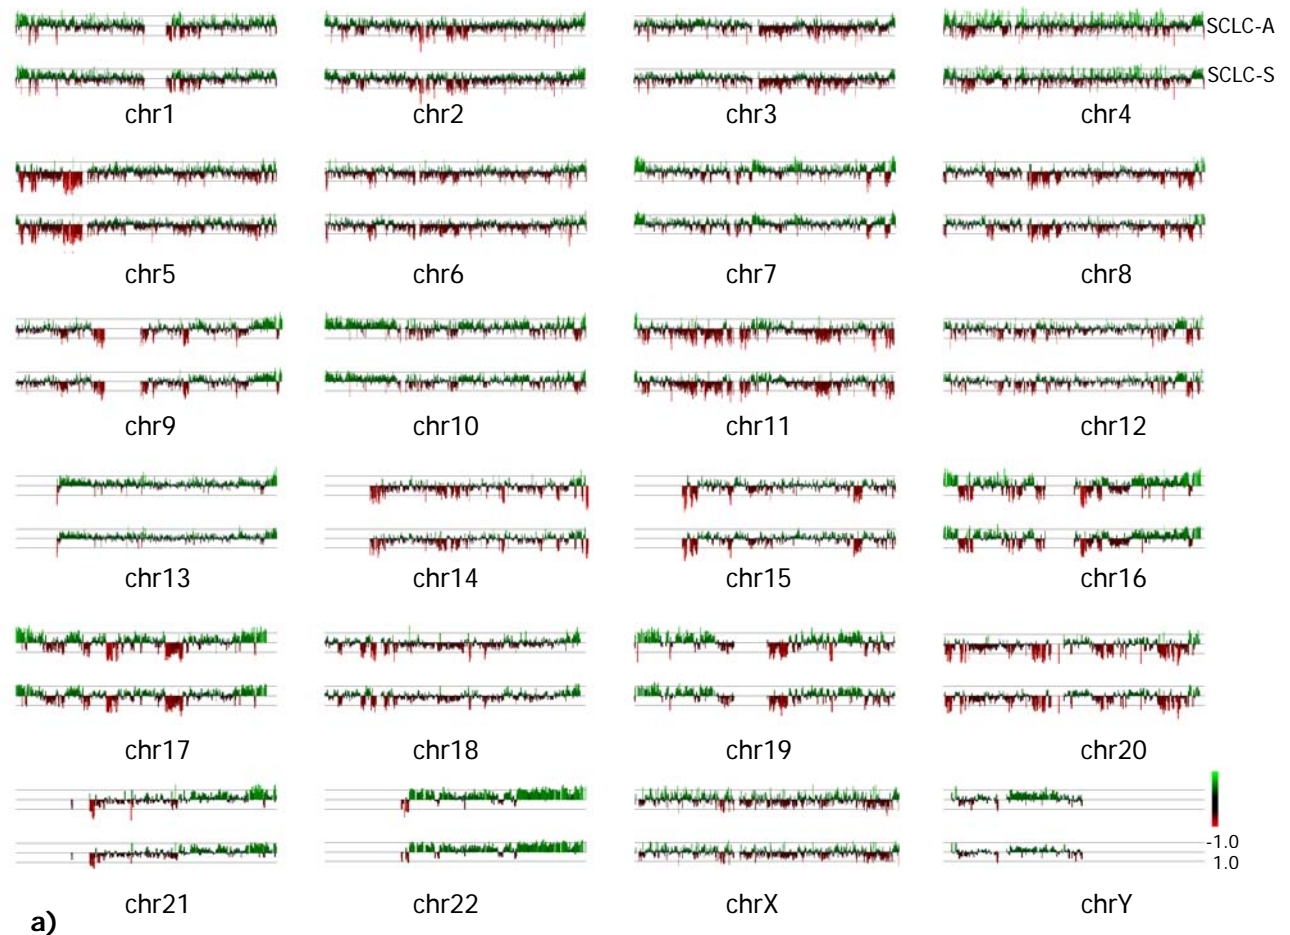 SCLC-A
SCLC-S
chr1 chr2 chr3 chr4
chr5 chr6 chr7 chr8
chr9 chr10 chr11 chr12
chr13 chr14 chr15 chr16
chr17 chr18 chr19 chr20
-1.0
1.0
chr21 chr22 chrX chrY
a)